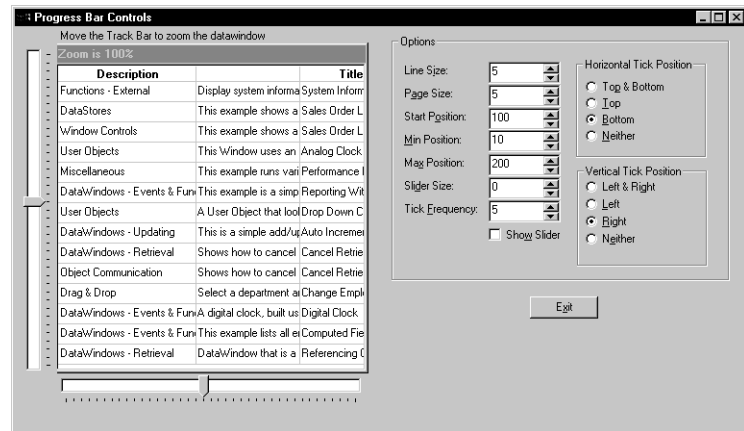 Progress Bar Controls
Move the Track Bar to zoom the datawindow
Zoom is 100%
Description Title
Functions - External Display system informa System Inform
DataStores This example shows a Sales Order L
Window Controls This example shows a Sales Order L
User Objects This Window uses an Analog Clock
Miscellaneous This example runs vari Performance
DataWindows - Events & Fun This example is a simp Reporting Wit
User Objects A User Object that lool Drop Down C
DataWindows - Updating This is a simple add/up Auto Incremen
DataWindows - Retrieval Shows how to cancel Cancel Retrie
Object Communication Shows how to cancel Cancel Retrie
Drag & Drop Select a department a Change Empl
DataWindows - Events & Fun A digital clock, built us Digital Clock
DataWindows - Events & Fun This example lists all e Computed Fie
DataWindows - Retrieval DataWindow that is a Referencing
Options
Line Size: 5
Page Size: 5
Start Position: 100
Min Position: 10
Max Position: 200
Slider Size: 0
Tick Frequency: 5
Show Slider
Horizontal Tick Position
Top & Bottom
Top
Bottom
Neither
Vertical Tick Position
Left & Right
Left
Right
Neither
Exit